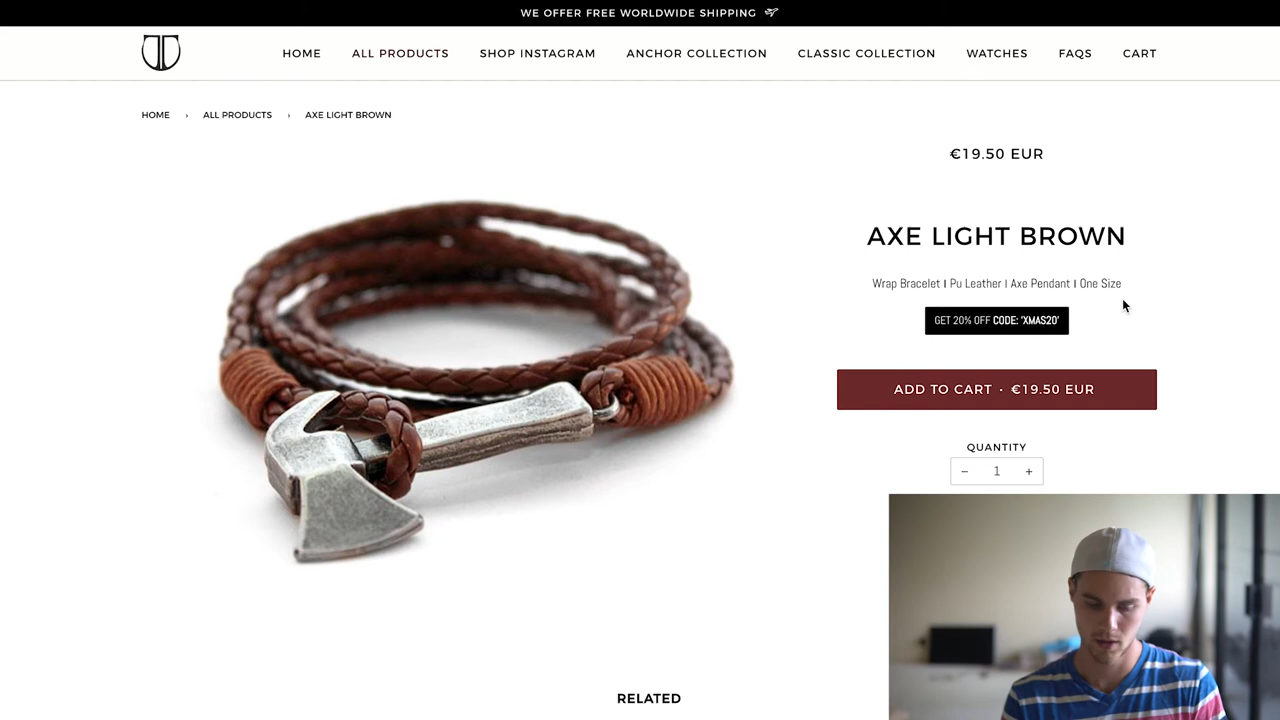 WE OFFER FREE WORLDWIDE SHIPPING
HOME ALL PRODUCTS SHOP INSTAGRAM ANCHOR COLLECTION CLASSIC COLLECTION WATCHES FAQS CART
HOME › ALL PRODUCTS › AXE LIGHT BROWN
€19.50 EUR
AXE LIGHT BROWN
Wrap Bracelet I Pu Leather I Axe Pendant I One Size
GET 20% OFF CODE: 'XMAS20'
ADD TO CART · €19.50 EUR
QUANTITY
− 1 +
RELATED